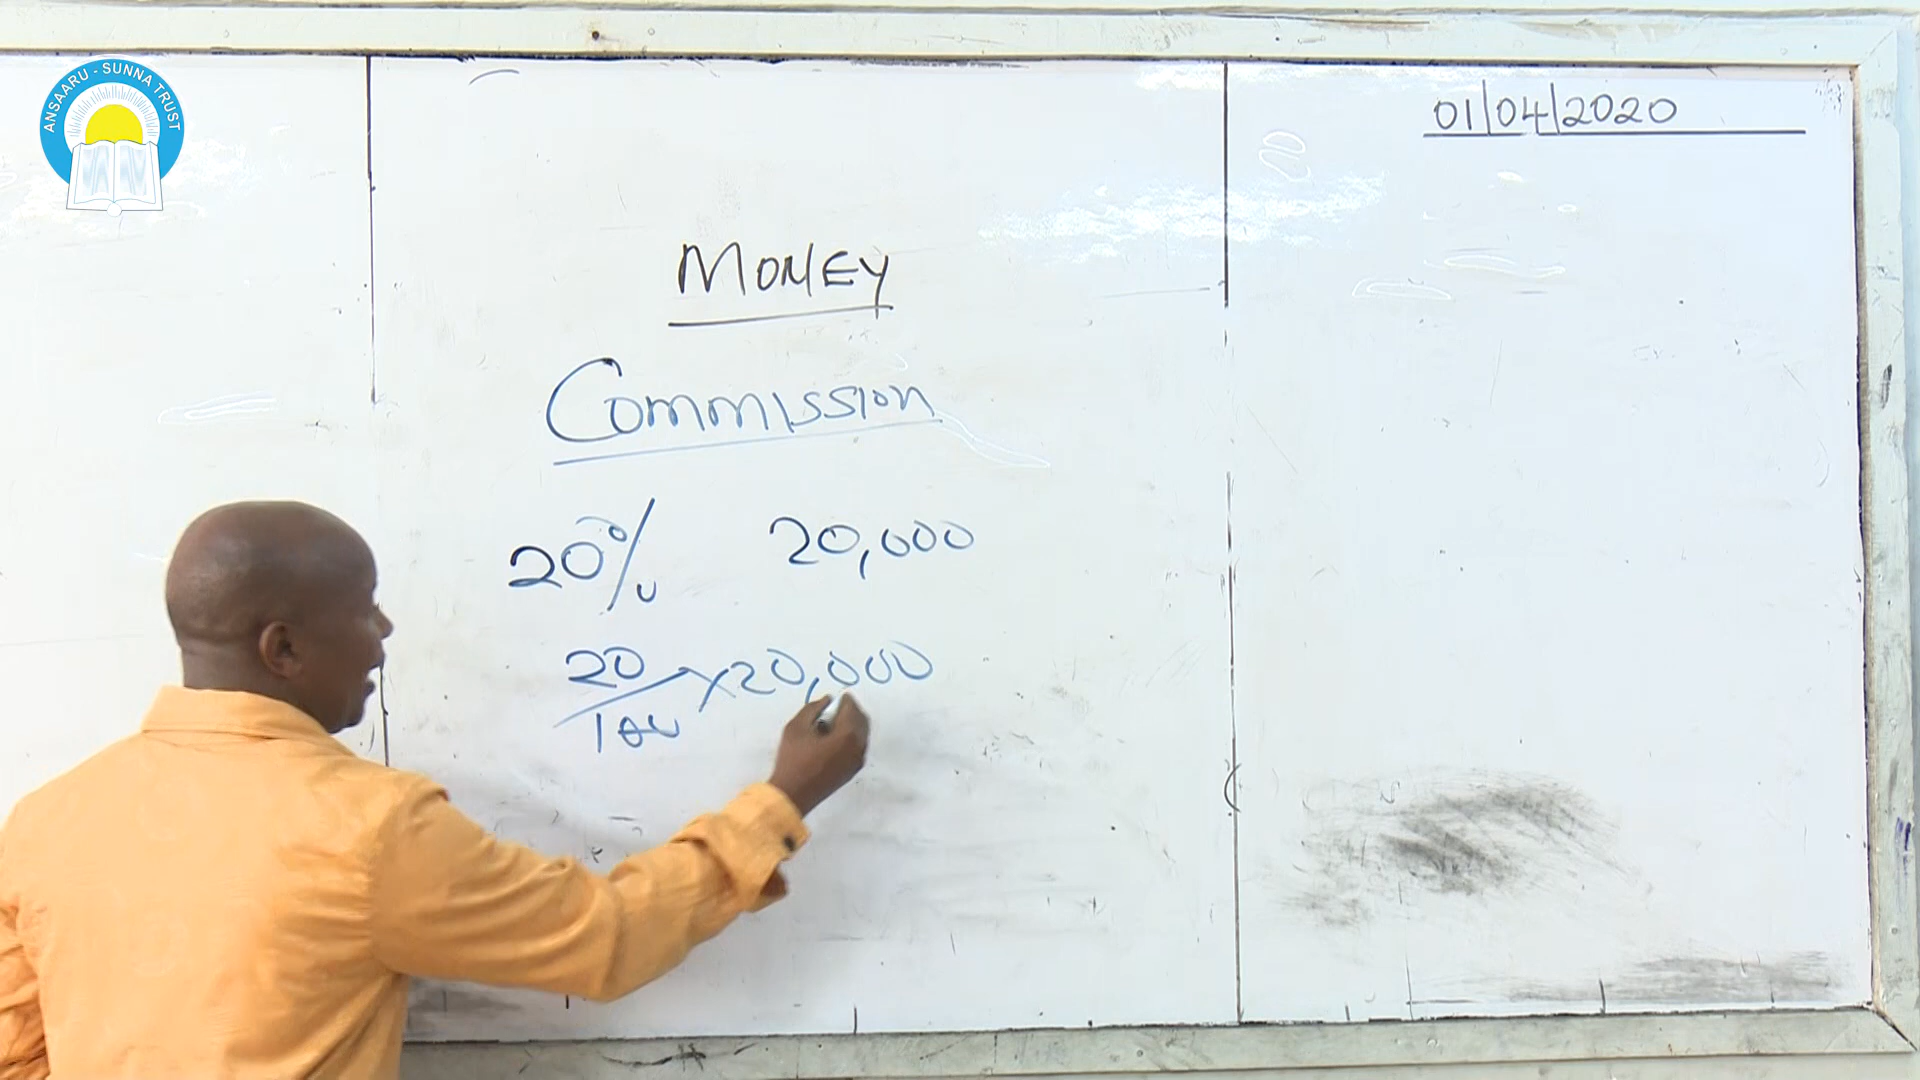 ANSAARU - SUNNA TRUST
01/04/2020
MONEY
Commission
20% 20,000
20/100 x 20,000